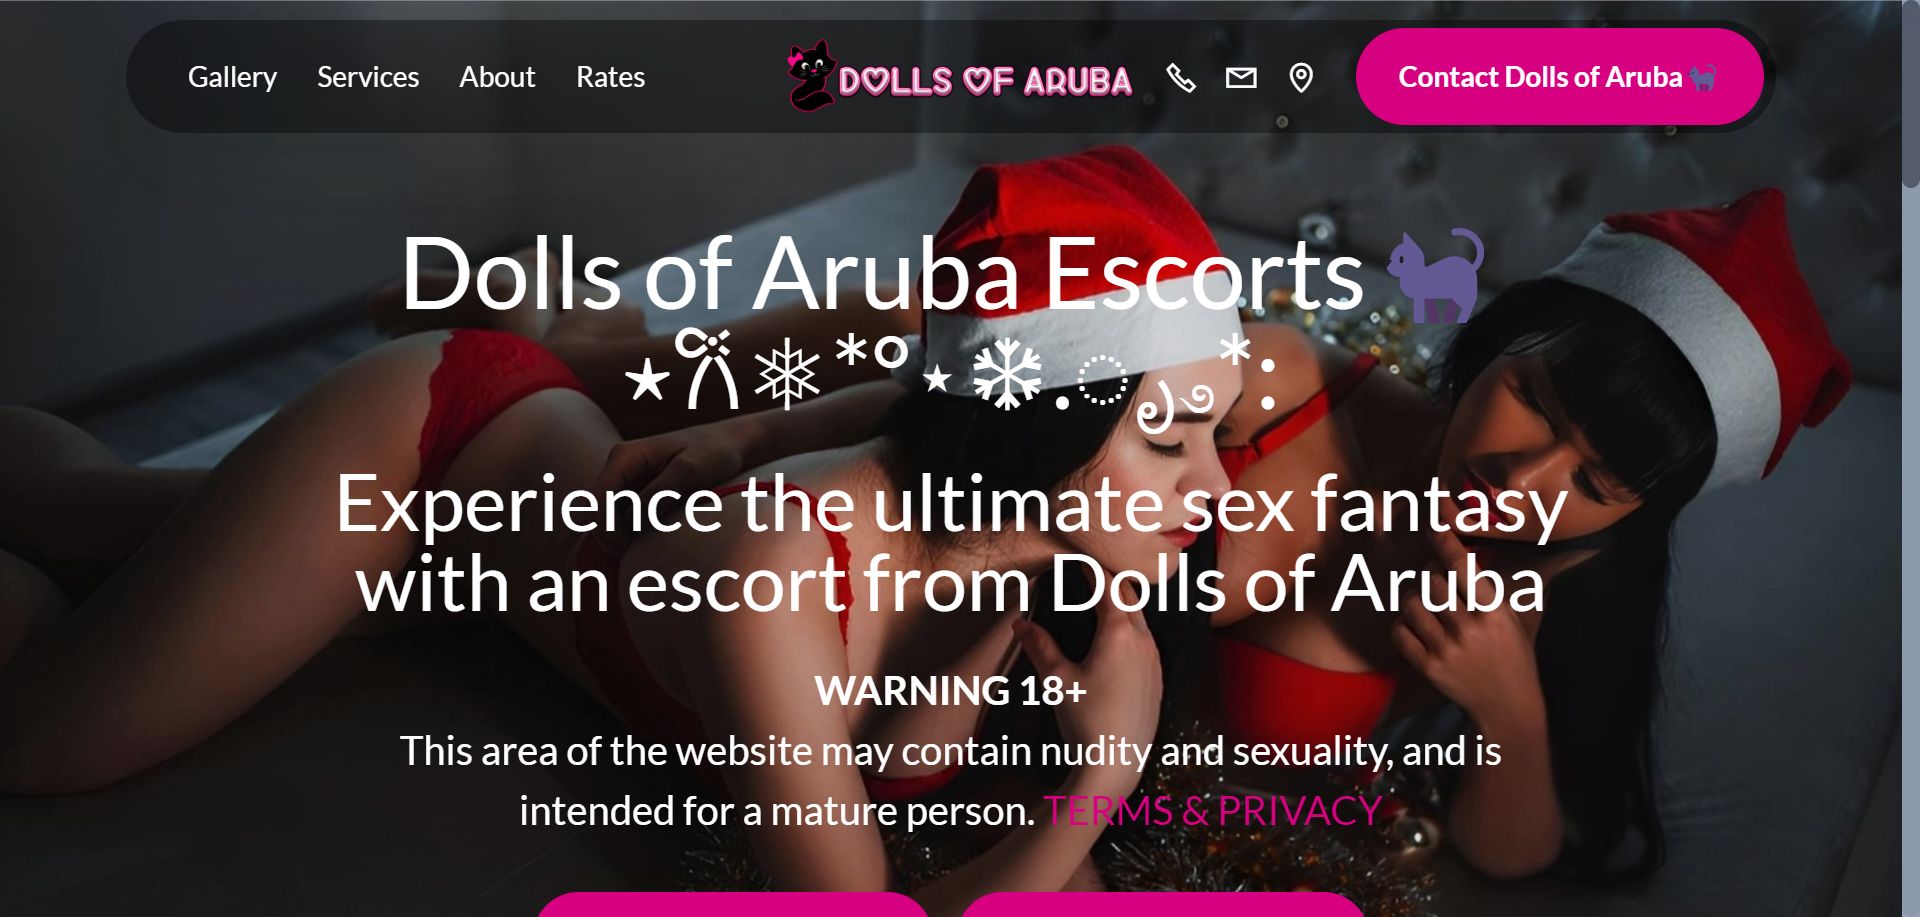 Gallery Services About Rates DOLLS OF ARUBA Contact Dolls of Aruba 🐈‍⬛
Dolls of Aruba Escorts 🐈‍⬛
⋆ꕤ❅*°⋆❆.ೃ࿔*:
Experience the ultimate sex fantasy
with an escort from Dolls of Aruba
WARNING 18+
This area of the website may contain nudity and sexuality, and is
intended for a mature person. TERMS & PRIVACY